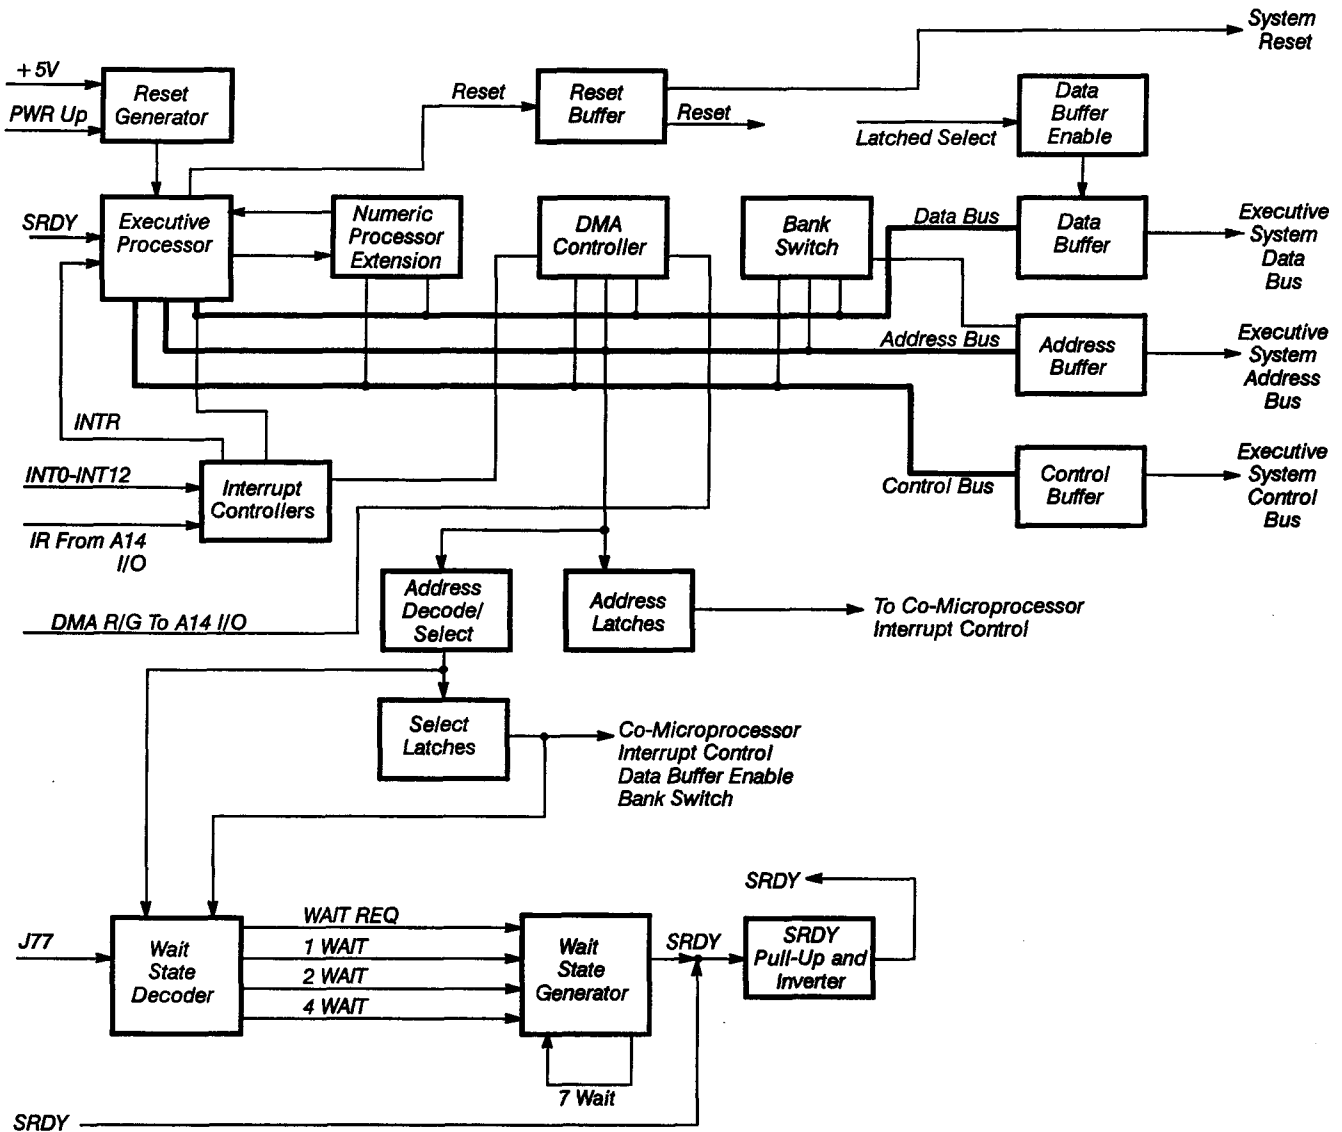 System
Reset
+5V
PWR Up
Reset
Generator
Reset
Reset
Buffer
Reset
Latched Select
Data
Buffer
Enable
SRDY
Executive
Processor
Numeric
Processor
Extension
DMA
Controller
Bank
Switch
Data Bus
Data
Buffer
Executive
System
Data
Bus
Address Bus
Address
Buffer
Executive
System
Address
Bus
INTR
INT0-INT12
Interrupt
Controllers
IR From A14
I/O
Control Bus
Control
Buffer
Executive
System
Control
Bus
DMA R/G To A14 I/O
Address
Decode/
Select
Address
Latches
To Co-Microprocessor
Interrupt Control
Select
Latches
Co-Microprocessor
Interrupt Control
Data Buffer Enable
Bank Switch
J77
Wait
State
Decoder
WAIT REQ
1 WAIT
2 WAIT
4 WAIT
Wait
State
Generator
7 Wait
SRDY
SRDY
SRDY
Pull-Up and
Inverter
SRDY